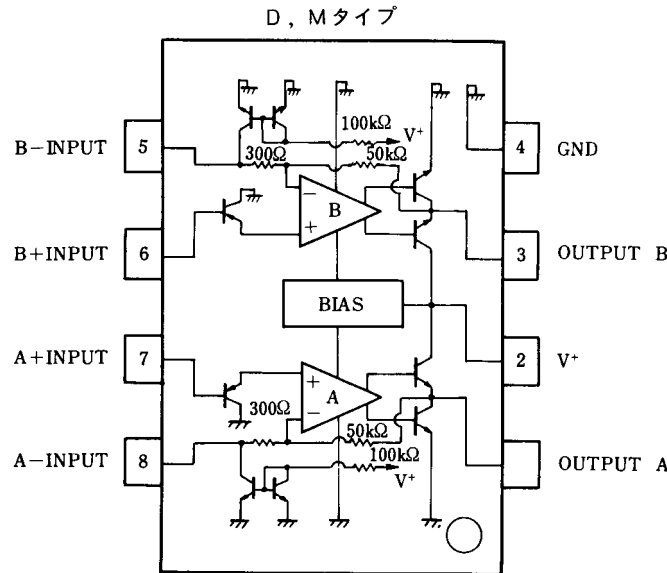 D , Mタイプ
100kΩ V⁺
B-INPUT 5 300Ω 50kΩ 4 GND
− B
+
B+INPUT 6 3 OUTPUT B
BIAS
A+INPUT 7 2 V⁺
+ A
−
300Ω
50kΩ
A-INPUT 8 100kΩ OUTPUT A
V⁺